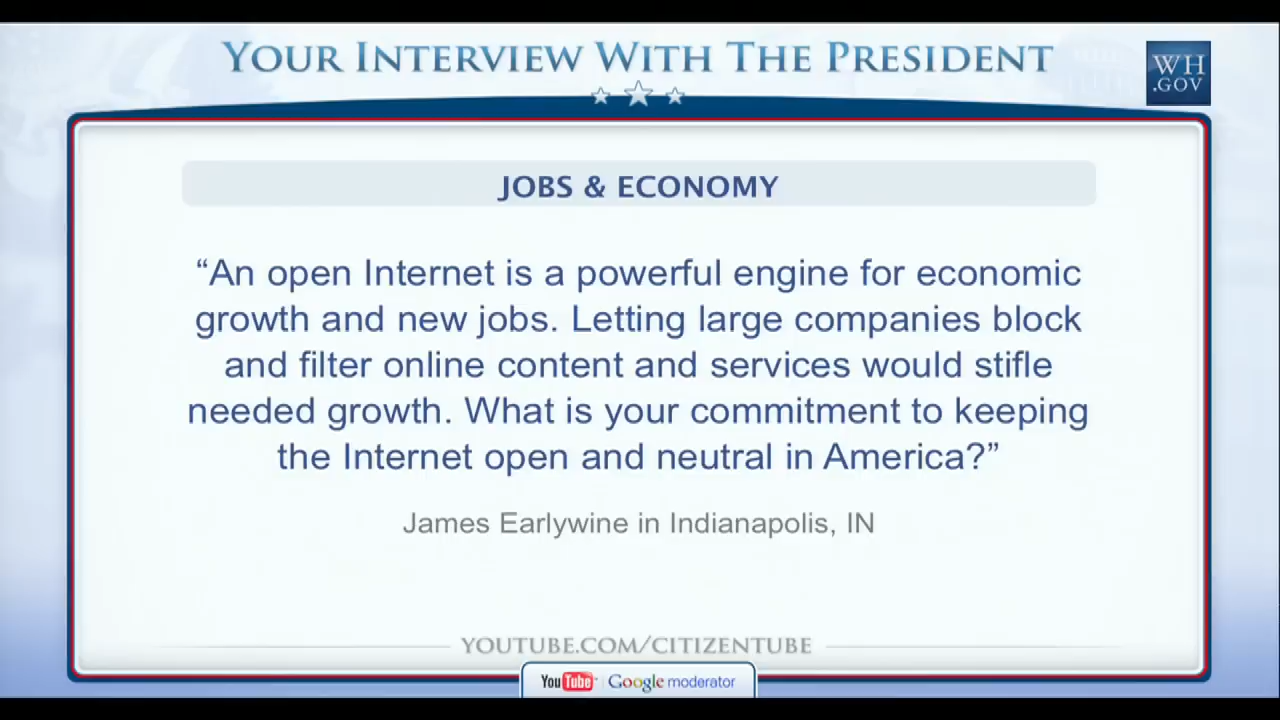 YOUR INTERVIEW WITH THE PRESIDENT
WH
.GOV
JOBS & ECONOMY
“An open Internet is a powerful engine for economic
growth and new jobs. Letting large companies block
and filter online content and services would stifle
needed growth. What is your commitment to keeping
the Internet open and neutral in America?”
James Earlywine in Indianapolis, IN
YOUTUBE.COM/CITIZENTUBE
YouTube Google moderator